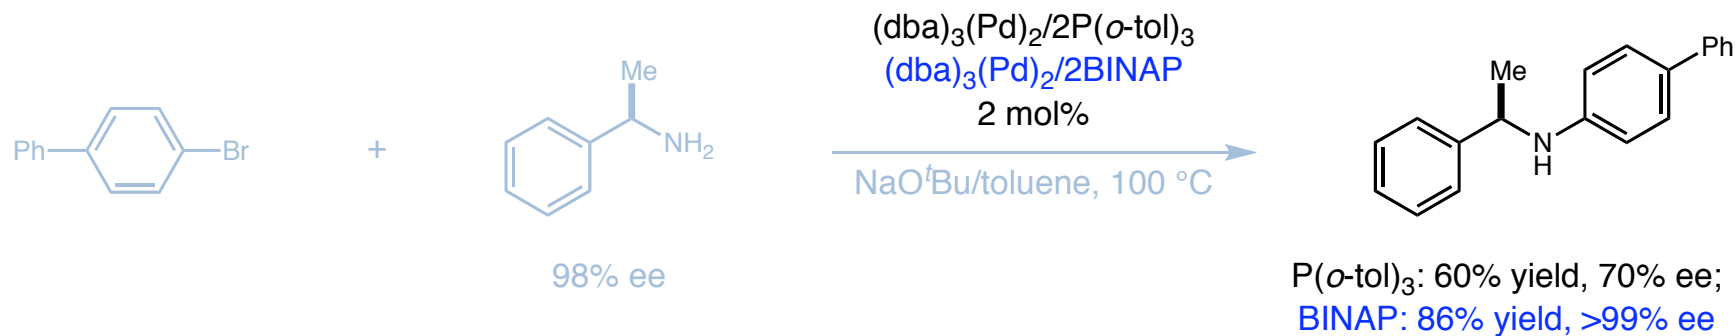 (dba)₃(Pd)₂/2P(o-tol)₃
(dba)₃(Pd)₂/2BINAP
2 mol%
Ph
Br
+
Me
NH₂
NaOᵗBu/toluene, 100 °C
Me
N
H
Ph
98% ee
P(o-tol)₃: 60% yield, 70% ee;
BINAP: 86% yield, >99% ee